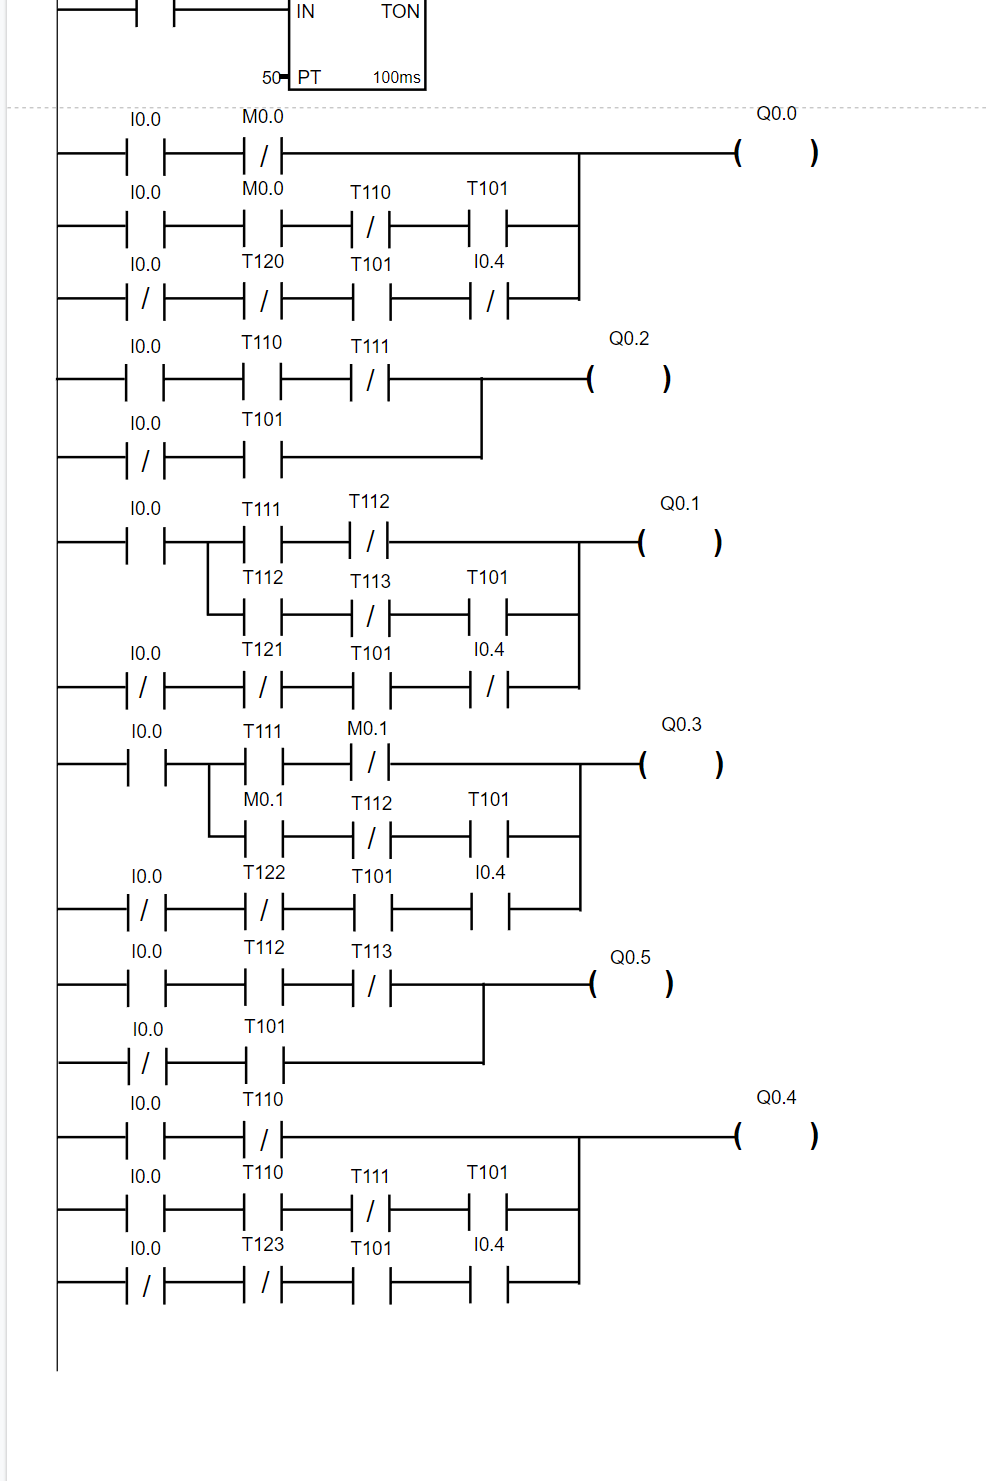 IN TON
50 PT 100ms
I0.0 M0.0 Q0.0
I0.0 M0.0 T110 T101
I0.0 T120 T101 I0.4
I0.0 T110 T111 Q0.2
I0.0 T101
I0.0 T111 T112 Q0.1
T112 T113 T101
I0.0 T121 T101 I0.4
I0.0 T111 M0.1 Q0.3
M0.1 T112 T101
I0.0 T122 T101 I0.4
I0.0 T112 T113 Q0.5
I0.0 T101
I0.0 T110 Q0.4
I0.0 T110 T111 T101
I0.0 T123 T101 I0.4